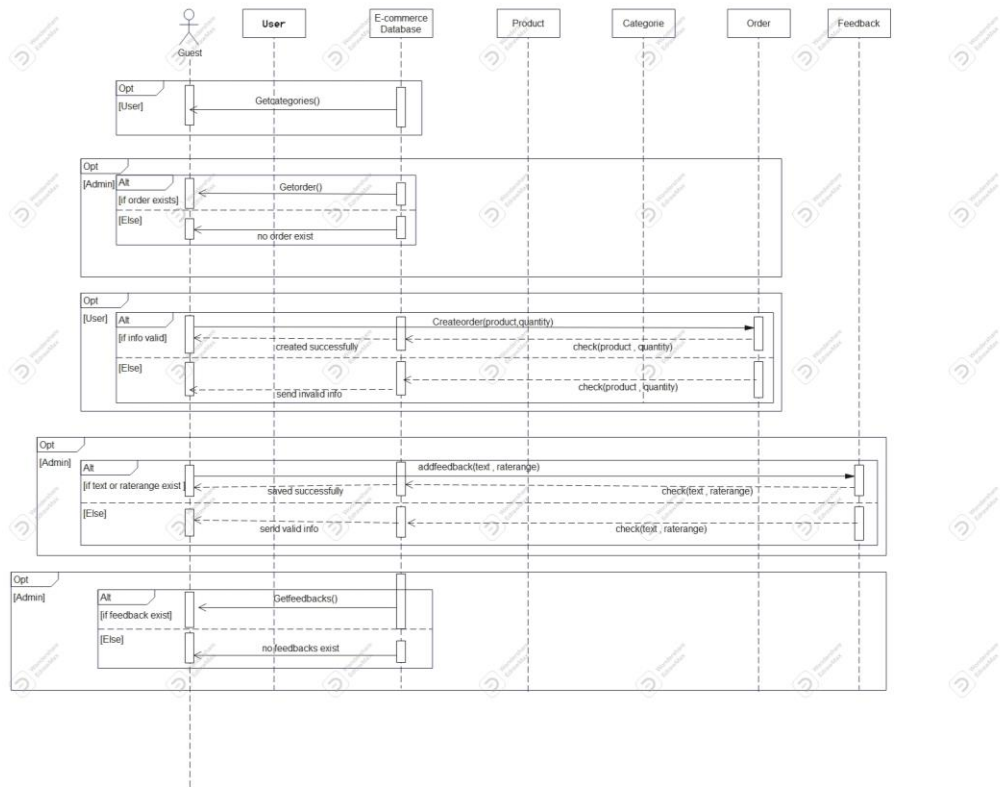 Guest
User
E-commerce
Database
Product
Categorie
Order
Feedback
Opt
[User]
Getcategories()
Opt
[Admin]
Alt
[if order exists]
Getorder()
[Else]
no order exist
Opt
[User]
Alt
[if info valid]
Createorder(product,quantity)
created successfully
check(product , quantity)
[Else]
check(product , quantity)
send invalid info
Opt
[Admin]
Alt
[if text or raterange exist ]
addfeedback(text , raterange)
saved successfully
check(text , raterange)
[Else]
send valid info
check(text , raterange)
Opt
[Admin]
Alt
[if feedback exist]
Getfeedbacks()
[Else]
no feedbacks exist